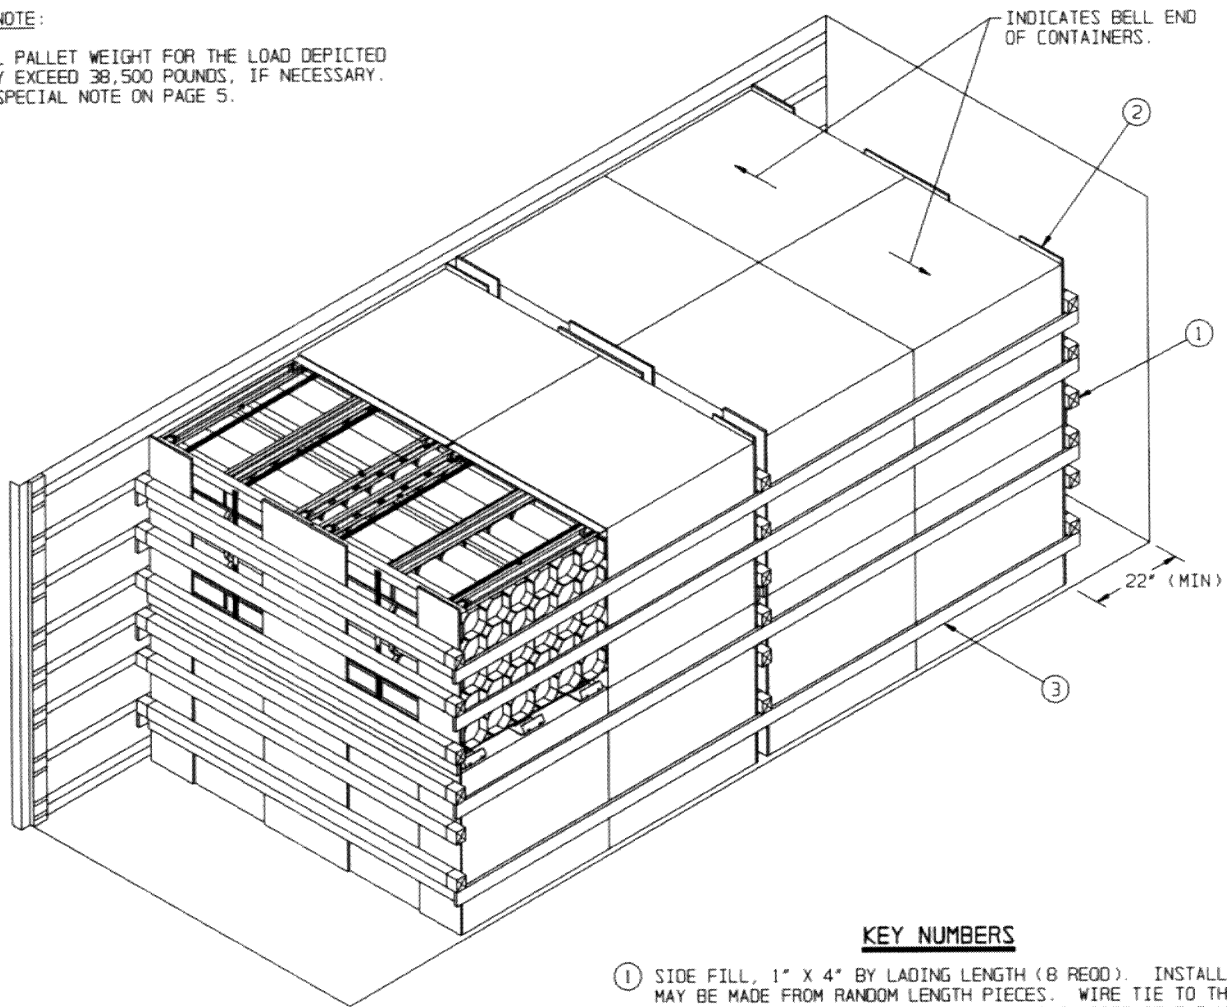 NOTE:
PALLET WEIGHT FOR THE LOAD DEPICTED
EXCEED 38,500 POUNDS, IF NECESSARY.
SPECIAL NOTE ON PAGE 5.
INDICATES BELL END
OF CONTAINERS.
2
1
22" (MIN)
3
KEY NUMBERS
1 SIDE FILL, 1" X 4" BY LADING LENGTH (8 REQD). INSTALL
MAY BE MADE FROM RANDOM LENGTH PIECES. WIRE TIE TO TH